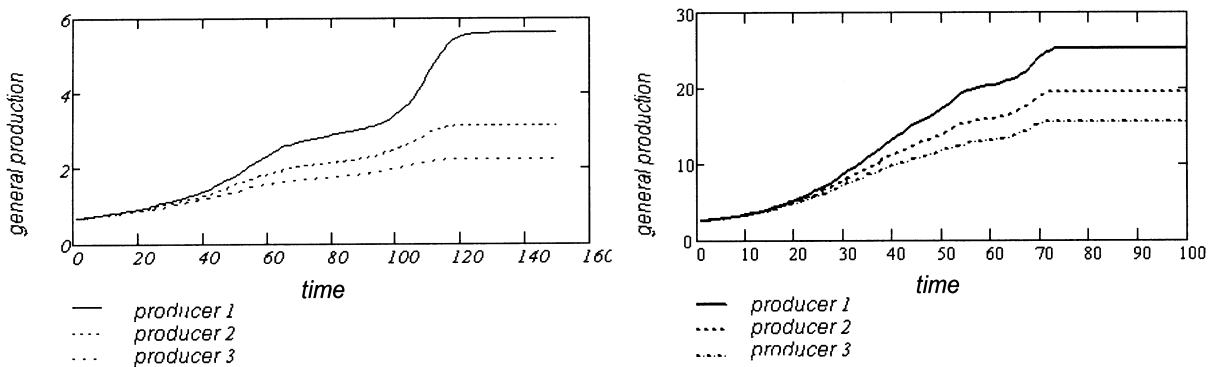 6
4
2
0
general production
0 20 40 60 80 100 120 140 160
time
producer 1
producer 2
producer 3
30
20
10
0
general production
0 10 20 30 40 50 60 70 80 90 100
time
producer 1
producer 2
producer 3